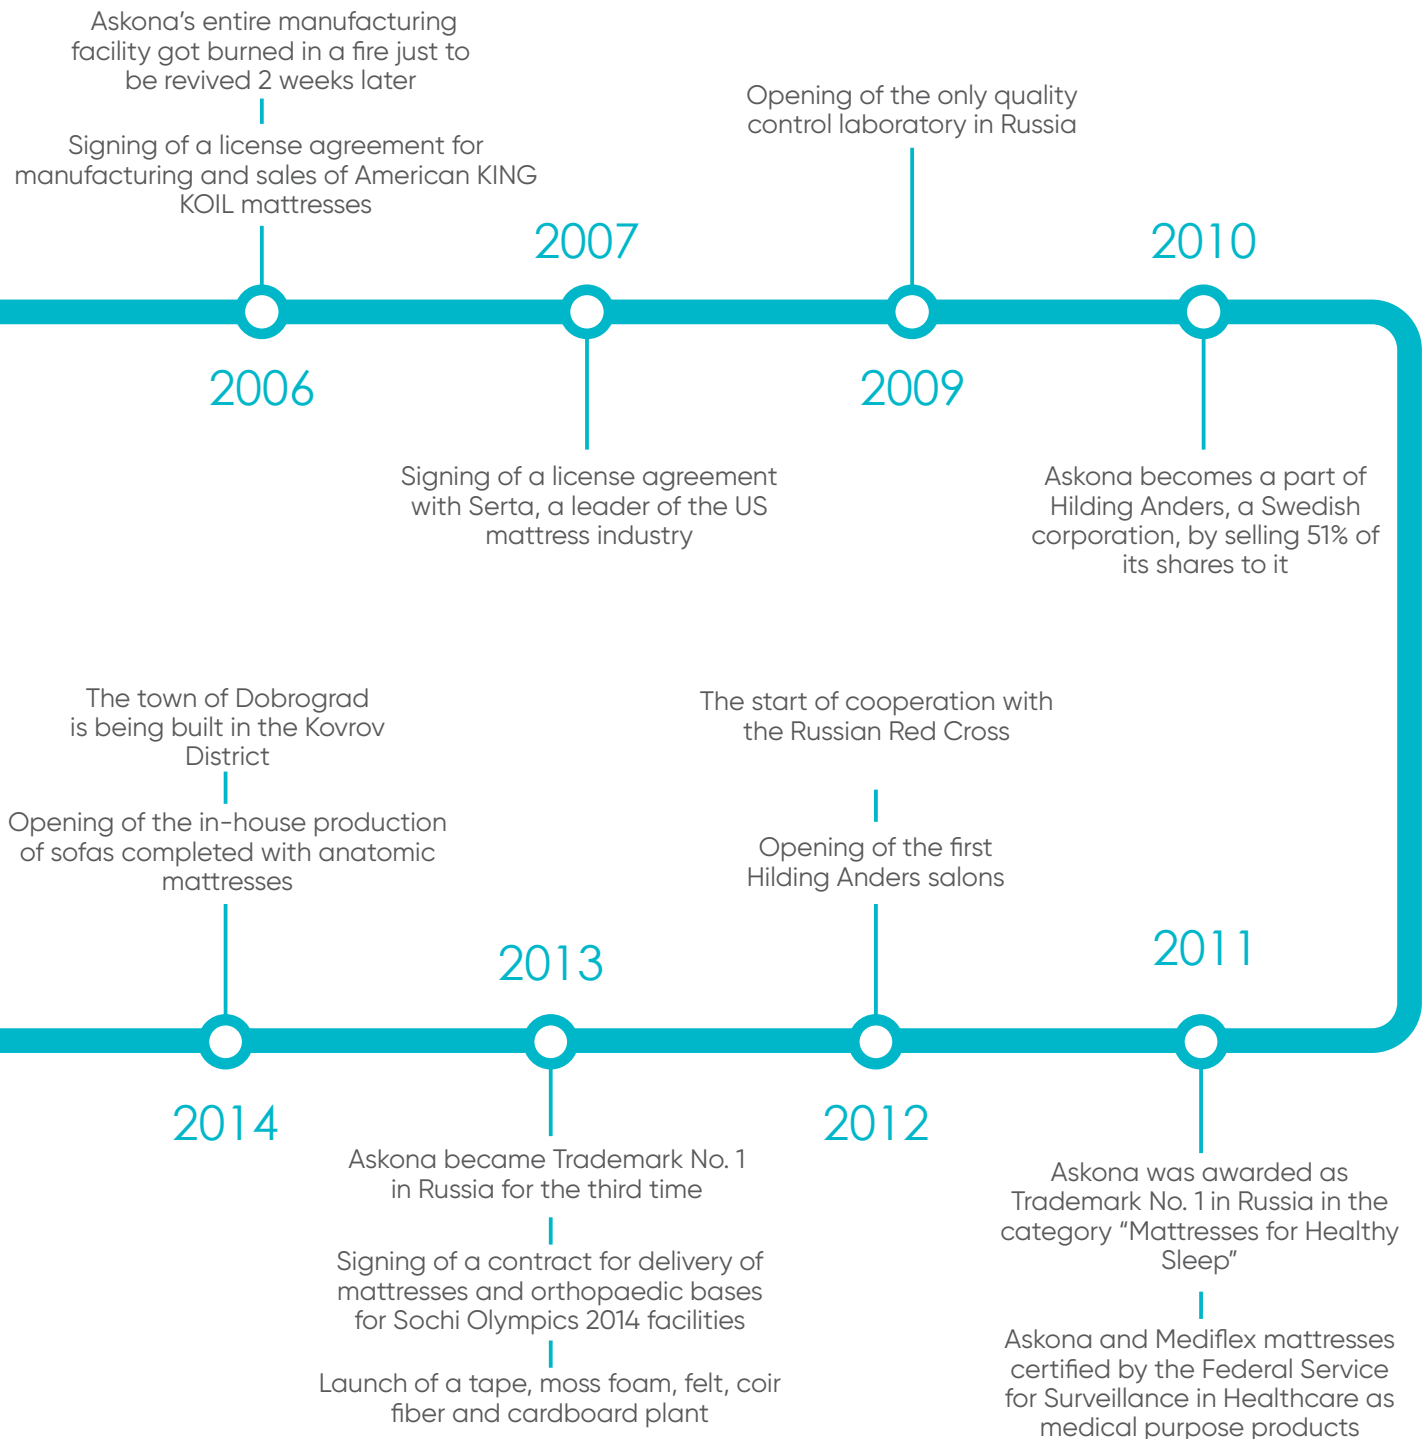 Askona’s entire manufacturing
facility got burned in a fire just to
be revived 2 weeks later
Signing of a license agreement for
manufacturing and sales of American KING
KOIL mattresses
2006
2007
Signing of a license agreement
with Serta, a leader of the US
mattress industry
Opening of the only quality
control laboratory in Russia
2009
2010
Askona becomes a part of
Hilding Anders, a Swedish
corporation, by selling 51% of
its shares to it
2011
Askona was awarded as
Trademark No. 1 in Russia in the
category “Mattresses for Healthy
Sleep”
Askona and Mediflex mattresses
certified by the Federal Service
for Surveillance in Healthcare as
medical purpose products
The start of cooperation with
the Russian Red Cross
Opening of the first
Hilding Anders salons
2012
2013
Askona became Trademark No. 1
in Russia for the third time
Signing of a contract for delivery of
mattresses and orthopaedic bases
for Sochi Olympics 2014 facilities
Launch of a tape, moss foam, felt, coir
fiber and cardboard plant
The town of Dobrograd
is being built in the Kovrov
District
Opening of the in-house production
of sofas completed with anatomic
mattresses
2014